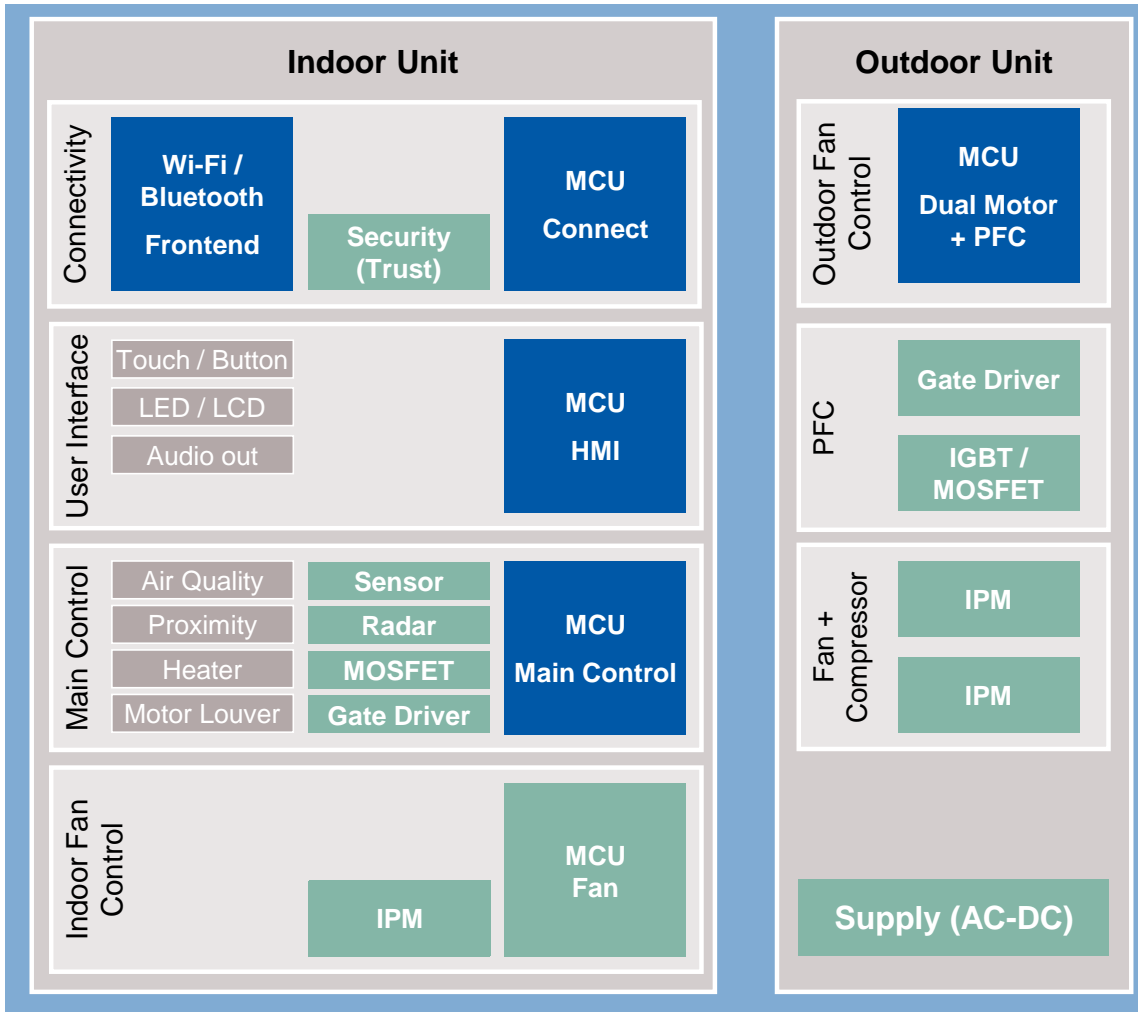 Indoor Unit
Connectivity
Wi-Fi /
Bluetooth
Frontend
Security
(Trust)
MCU
Connect
User Interface
Touch / Button
LED / LCD
Audio out
MCU
HMI
Main Control
Air Quality
Proximity
Heater
Motor Louver
Sensor
Radar
MOSFET
Gate Driver
MCU
Main Control
Indoor Fan
Control
IPM
MCU
Fan
Outdoor Unit
Outdoor Fan
Control
MCU
Dual Motor
+ PFC
PFC
Gate Driver
IGBT /
MOSFET
Fan +
Compressor
IPM
IPM
Supply (AC-DC)